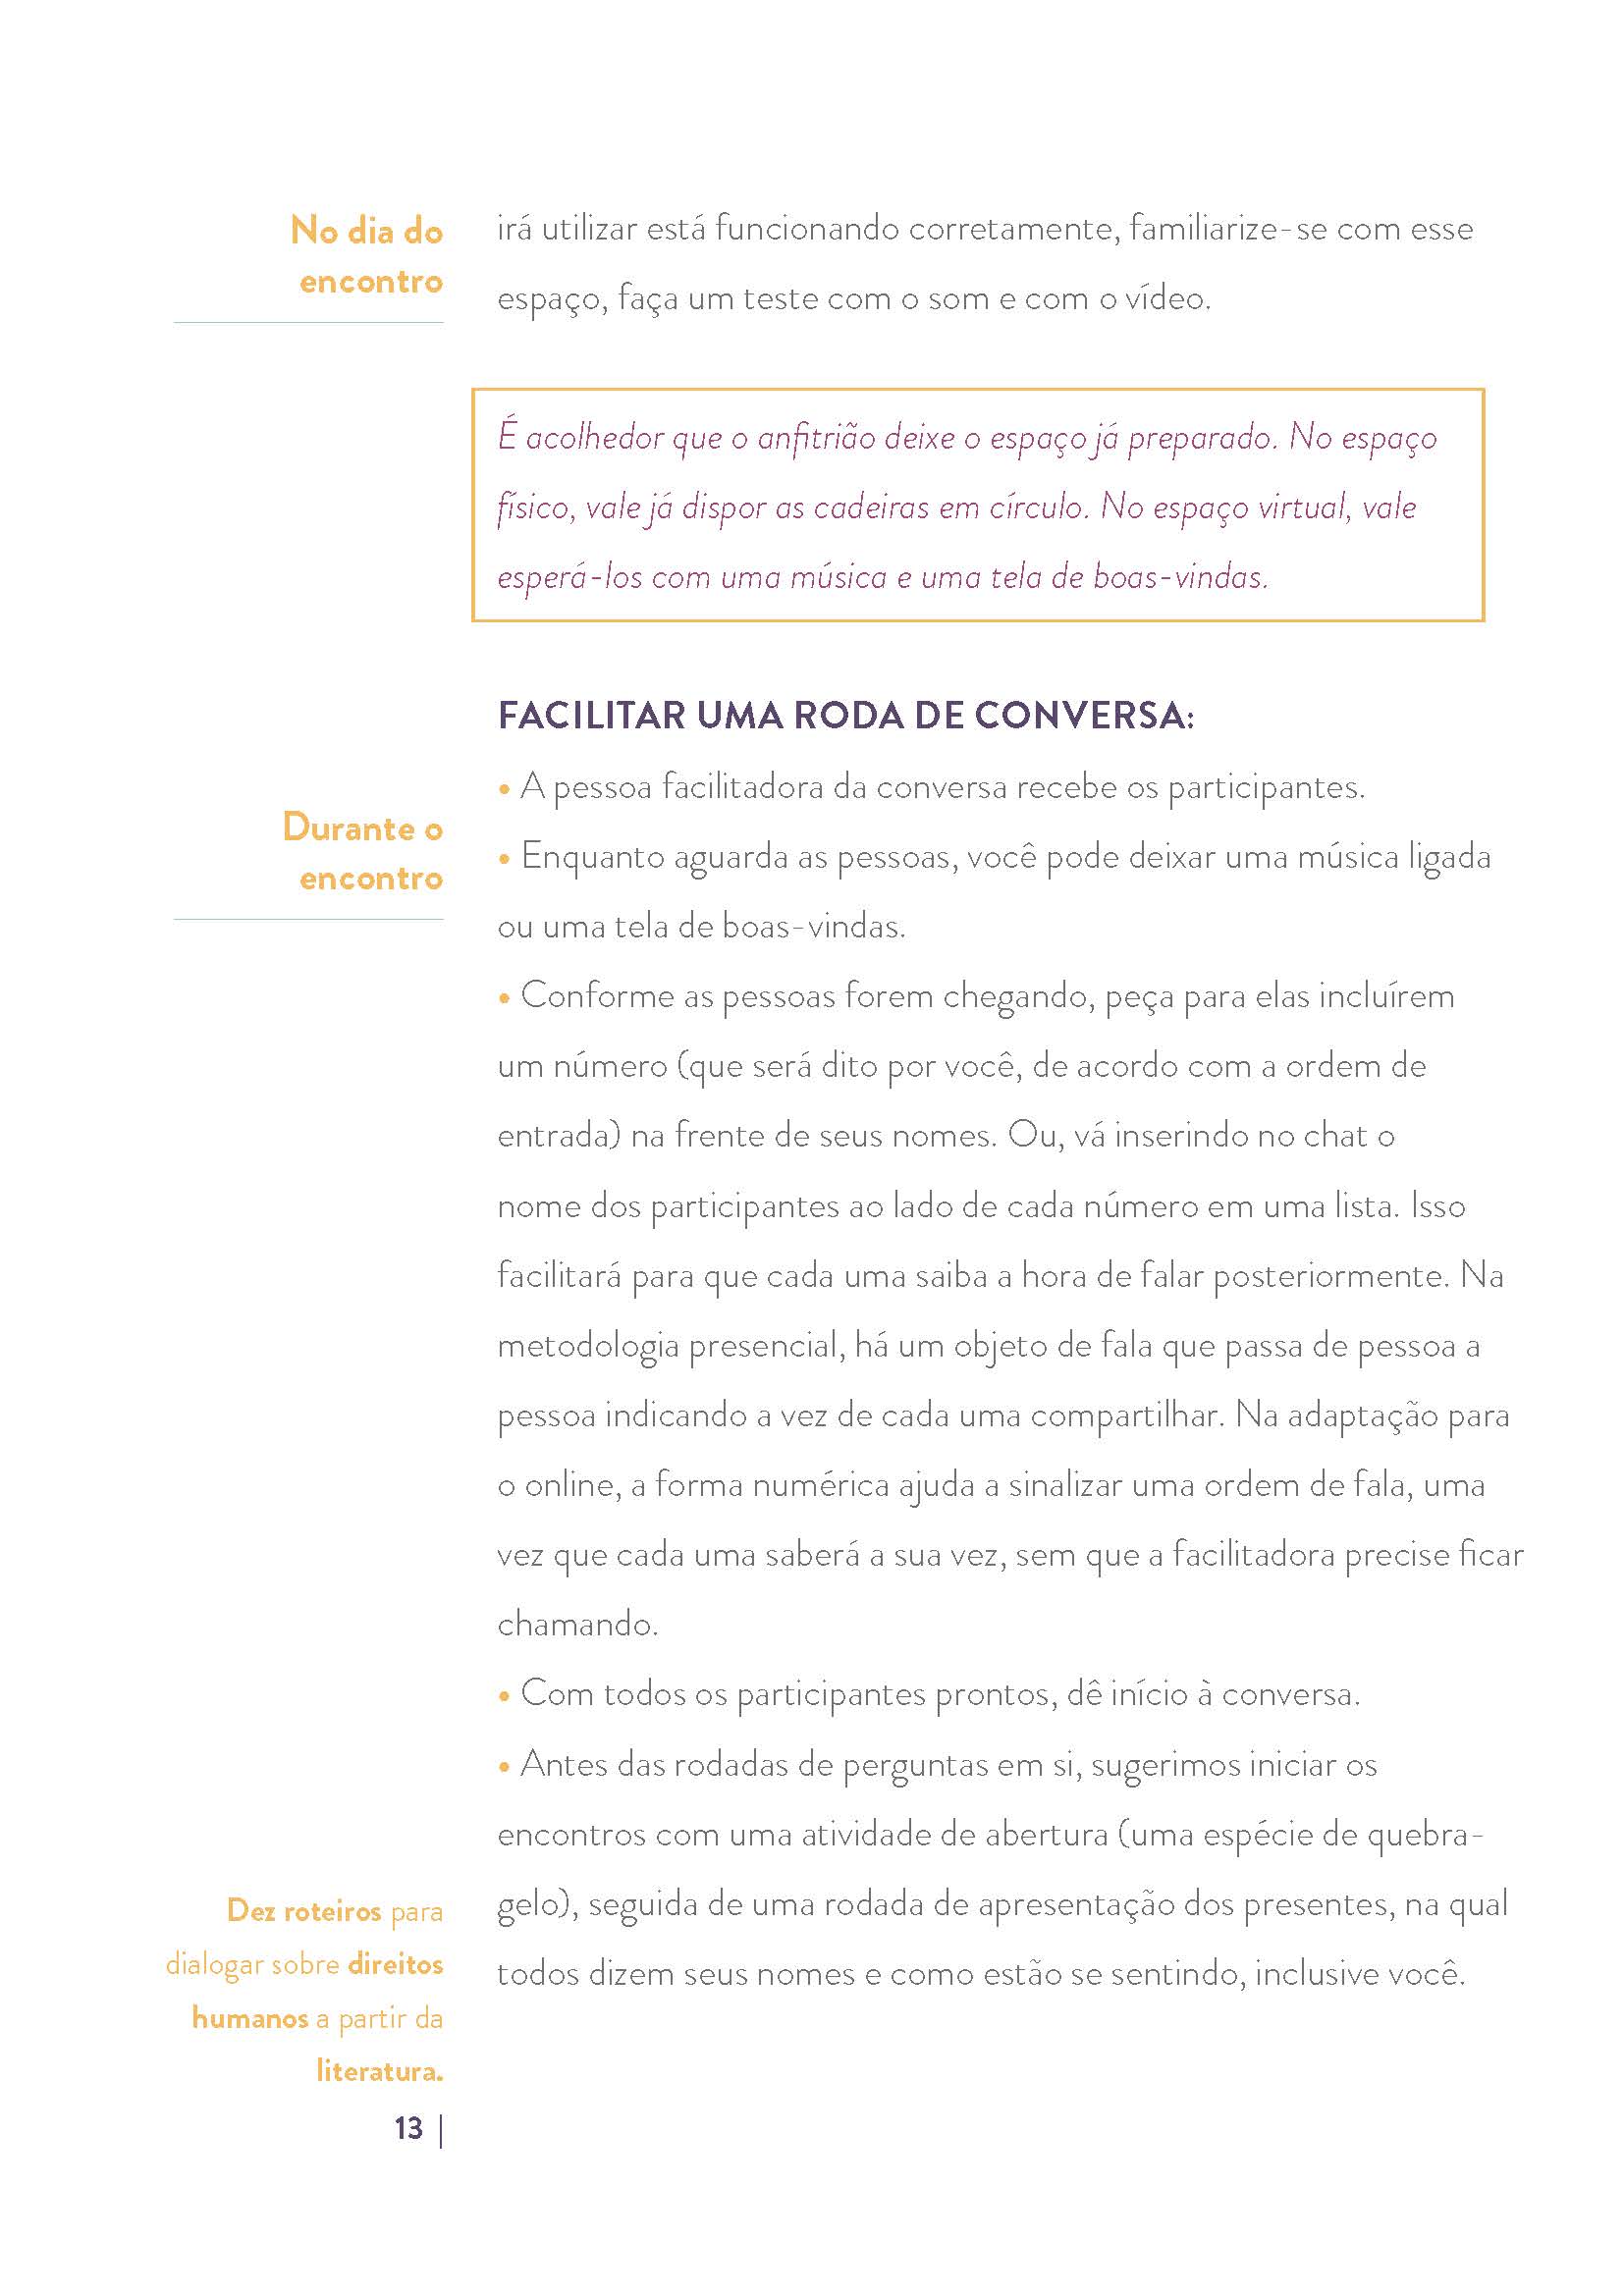 No dia do
encontro
irá utilizar está funcionando corretamente, familiarize-se com esse
espaço, faça um teste com o som e com o vídeo.
É acolhedor que o anfitrião deixe o espaço já preparado. No espaço
físico, vale já dispor as cadeiras em círculo. No espaço virtual, vale
esperá-los com uma música e uma tela de boas-vindas.
FACILITAR UMA RODA DE CONVERSA:
Durante o
encontro
• A pessoa facilitadora da conversa recebe os participantes.
• Enquanto aguarda as pessoas, você pode deixar uma música ligada
ou uma tela de boas-vindas.
• Conforme as pessoas forem chegando, peça para elas incluírem
um número (que será dito por você, de acordo com a ordem de
entrada) na frente de seus nomes. Ou, vá inserindo no chat o
nome dos participantes ao lado de cada número em uma lista. Isso
facilitará para que cada uma saiba a hora de falar posteriormente. Na
metodologia presencial, há um objeto de fala que passa de pessoa a
pessoa indicando a vez de cada uma compartilhar. Na adaptação para
o online, a forma numérica ajuda a sinalizar uma ordem de fala, uma
vez que cada uma saberá a sua vez, sem que a facilitadora precise ficar
chamando.
• Com todos os participantes prontos, dê início à conversa.
• Antes das rodadas de perguntas em si, sugerimos iniciar os
encontros com uma atividade de abertura (uma espécie de quebra-
gelo), seguida de uma rodada de apresentação dos presentes, na qual
todos dizem seus nomes e como estão se sentindo, inclusive você.
Dez roteiros para
dialogar sobre direitos
humanos a partir da
literatura.
13 |